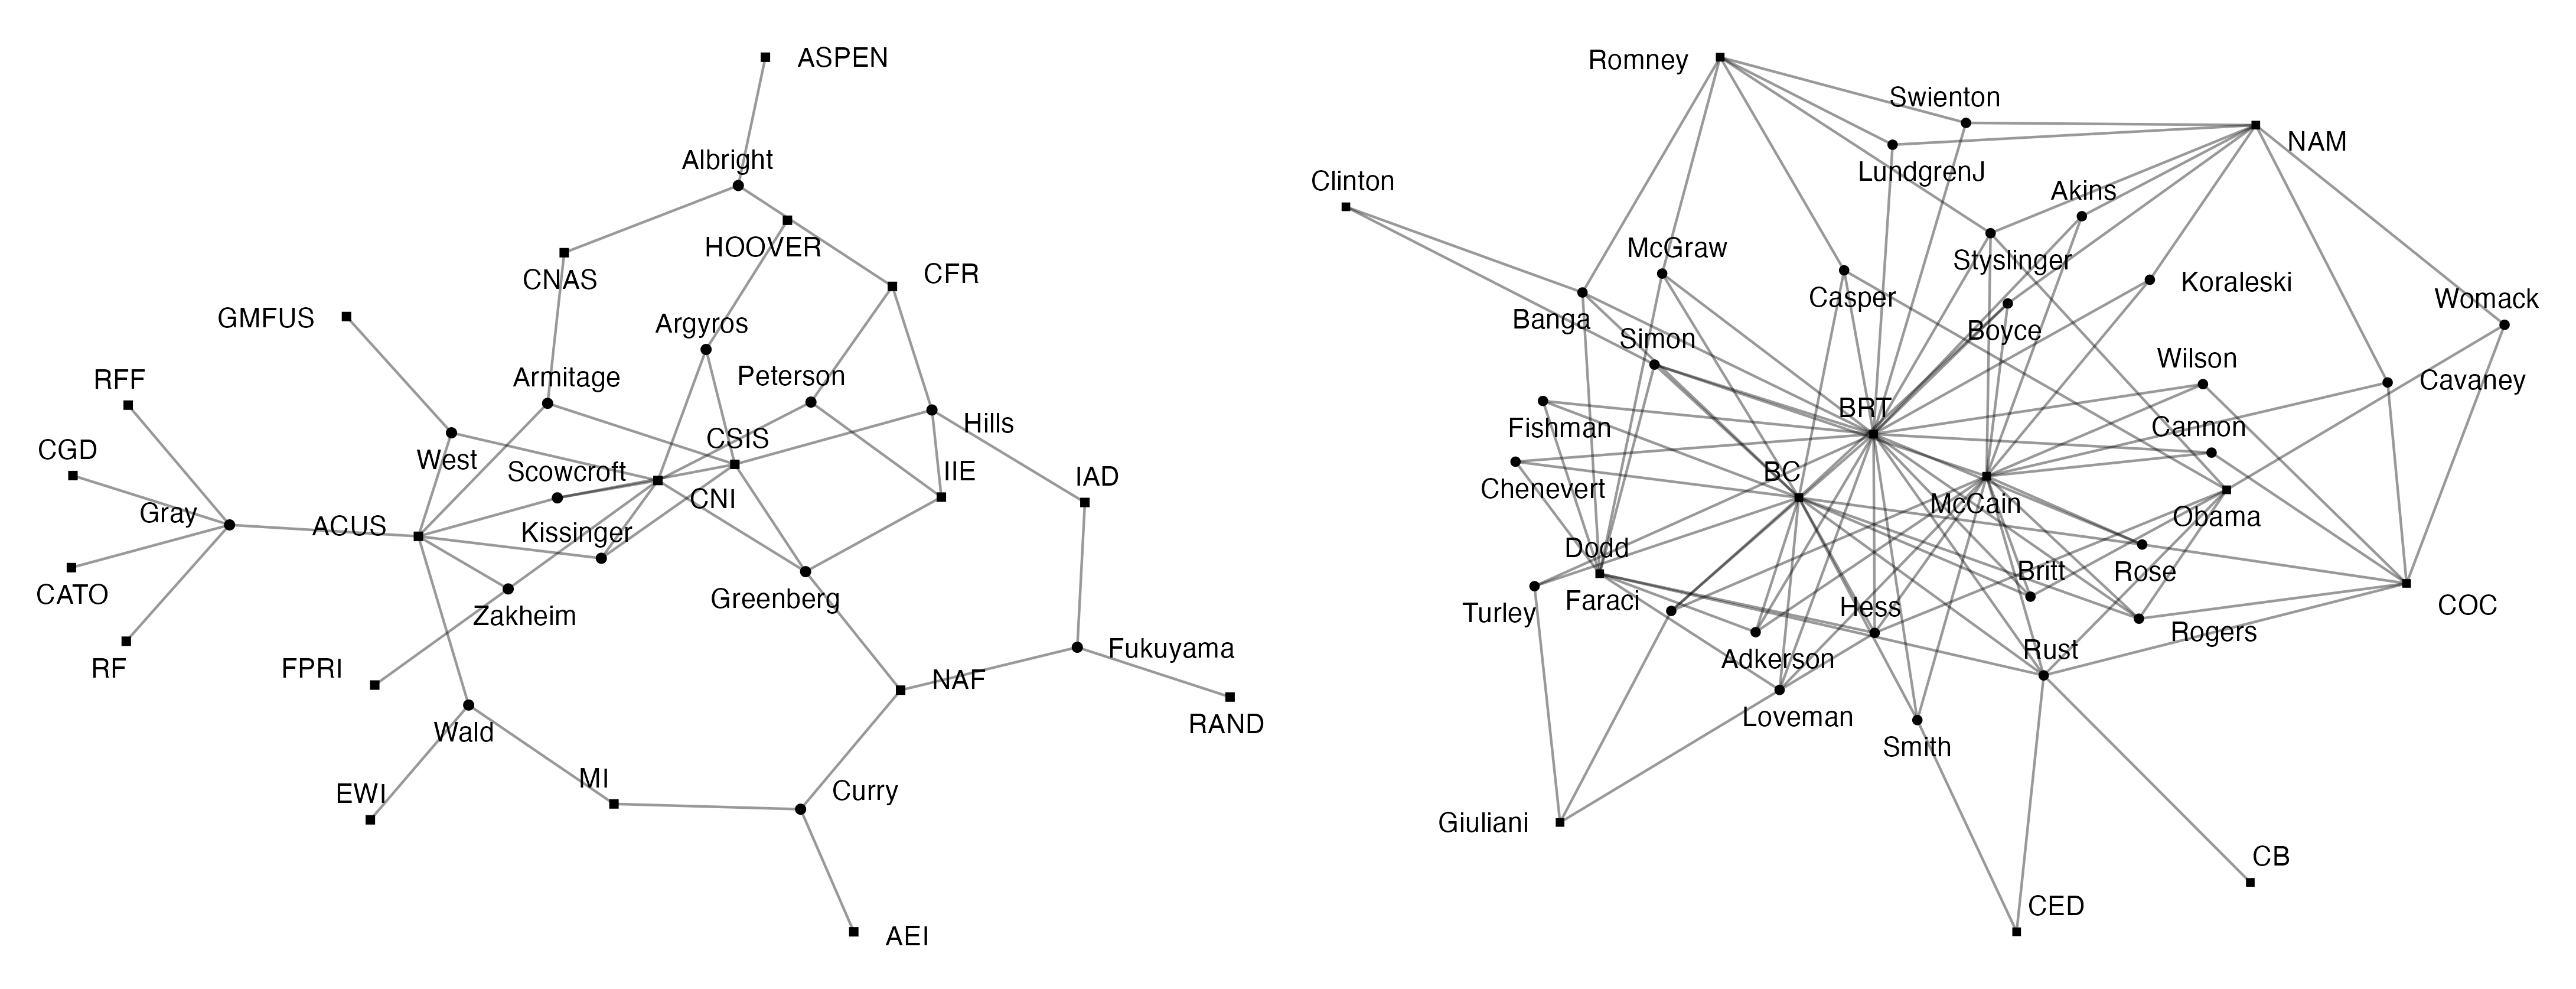 ASPEN
Albright
HOOVER
CNAS
CFR
GMFUS
Argyros
RFF
Armitage
Peterson
CGD
West
Scowcroft
CSIS
Hills
Gray
ACUS
Kissinger
CNI
IIE
IAD
CATO
Zakheim
Greenberg
RF
FPRI
Fukuyama
NAF
RAND
Wald
EWI
MI
Curry
AEI
Romney
Swienton
NAM
Clinton
LundgrenJ
Akins
McGraw
Styslinger
Koraleski
Banga
Casper
Womack
Simon
Boyce
Wilson
Cavaney
Fishman
BRT
Cannon
Chenevert
BC
McCain
Obama
Dodd
Turley
Faraci
Hess
Britt
Rose
COC
Adkerson
Rust
Rogers
Loveman
Smith
Giuliani
CB
CED